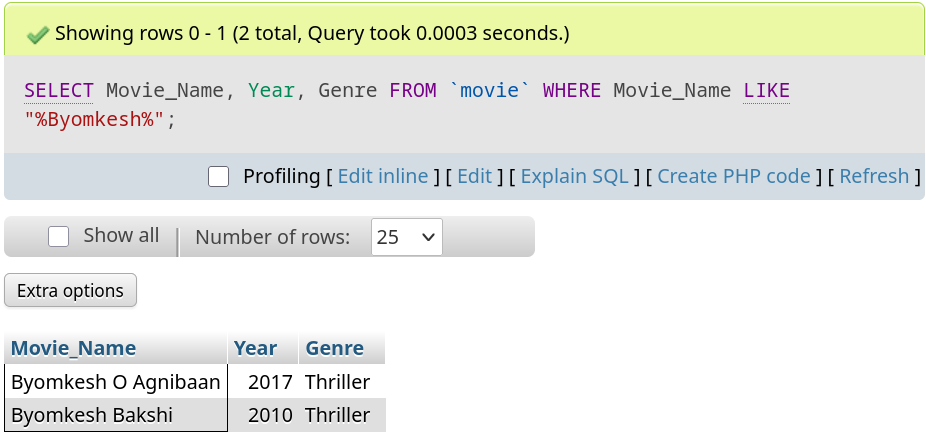 Showing rows 0 - 1 (2 total, Query took 0.0003 seconds.)
SELECT Movie_Name, Year, Genre FROM `movie` WHERE Movie_Name LIKE
"%Byomkesh%";
Profiling [ Edit inline ] [ Edit ] [ Explain SQL ] [ Create PHP code ] [ Refresh ]
Show all | Number of rows: 25
Extra options
Movie_Name Year Genre
Byomkesh O Agnibaan 2017 Thriller
Byomkesh Bakshi 2010 Thriller